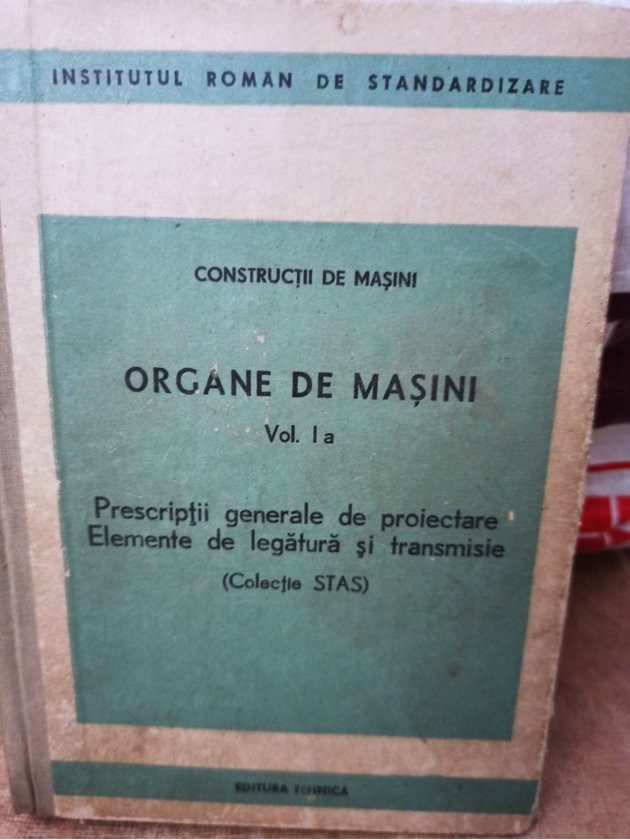 INSTITUTUL ROMÂN DE STANDARDIZARE
CONSTRUCȚII DE MAȘINI
ORGANE DE MAȘINI
Vol. I a
Prescripții generale de proiectare
Elemente de legătură și transmisie
(Colecție STAS)
EDITURA TEHNICA